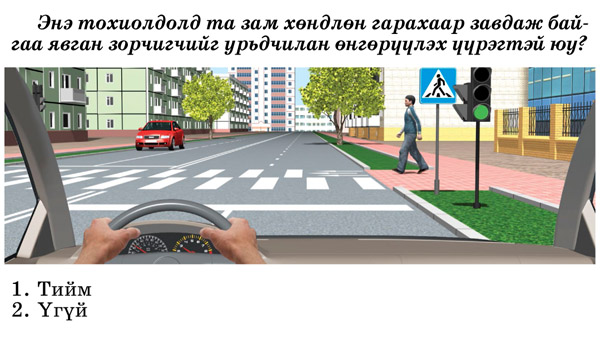 Энэ тохиолдолд та зам хөндлөн гарахаар завдаж бай-
гаа явган зорчигчийг урьдчилан өнгөрүүлэх үүрэгтэй юу?
1. Тийм
2. Үгүй